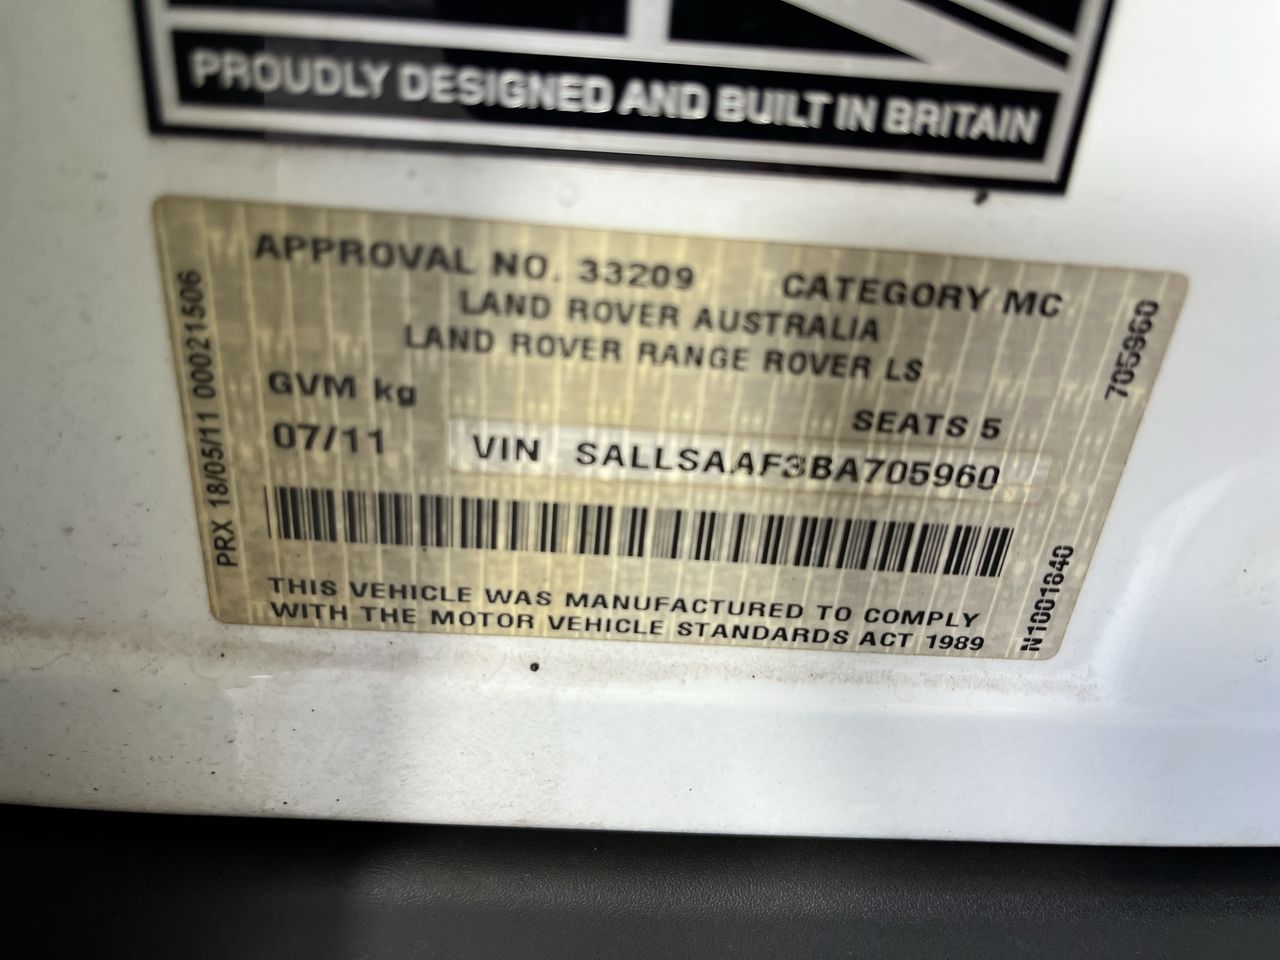 PROUDLY DESIGNED AND BUILT IN BRITAIN
APPROVAL NO. 33209 CATEGORY MC
LAND ROVER AUSTRALIA
LAND ROVER RANGE ROVER LS
GVM kg
SEATS 5
07/11 VIN SALLSAAF3BA705960
THIS VEHICLE WAS MANUFACTURED TO COMPLY
WITH THE MOTOR VEHICLE STANDARDS ACT 1989
PRX 18/05/11 000021506
705960
N1001640